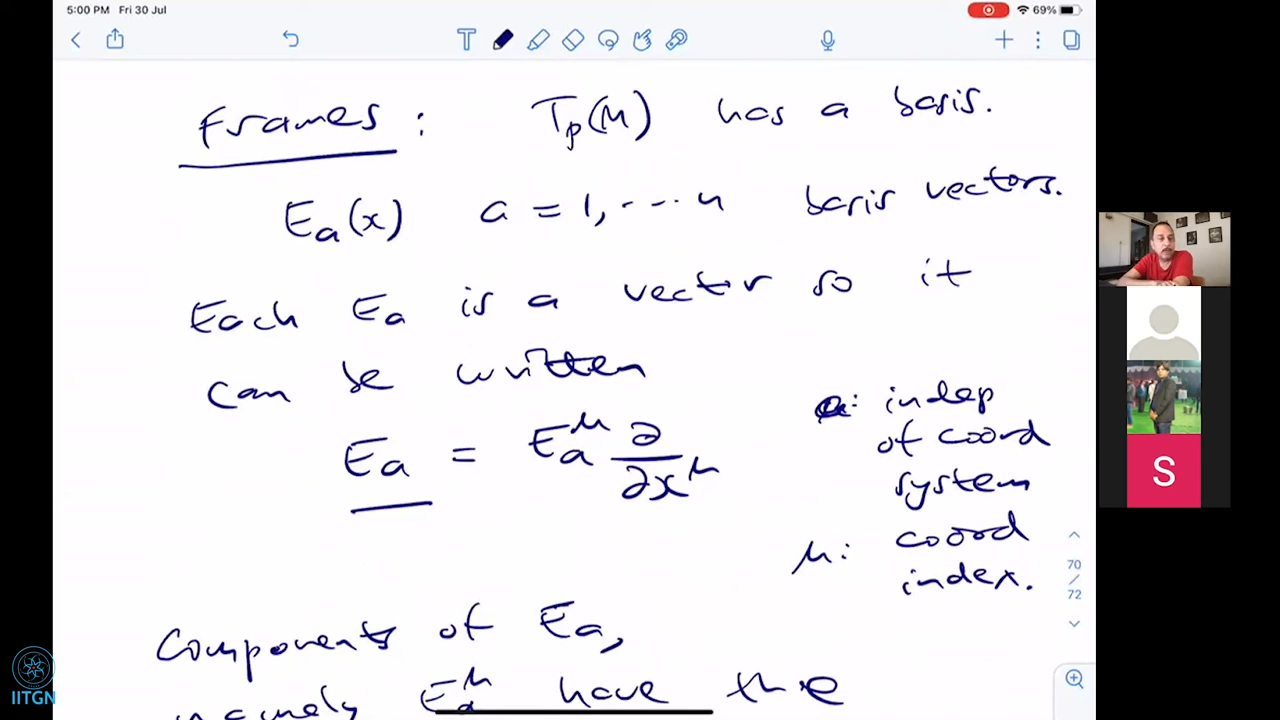 5:00 PM Fri 30 Jul
69%
Frames : Tp(M) has a basis.
Ea(x) a = 1, ... n basis vectors.
Each Ea is a vector so it
can be written
Ea = Ea^μ ∂/∂x^μ
a: indep
of coord
system
μ: coord
index.
Components of Ea,
namely Ea^μ have the
70
/
72
S
IITGN